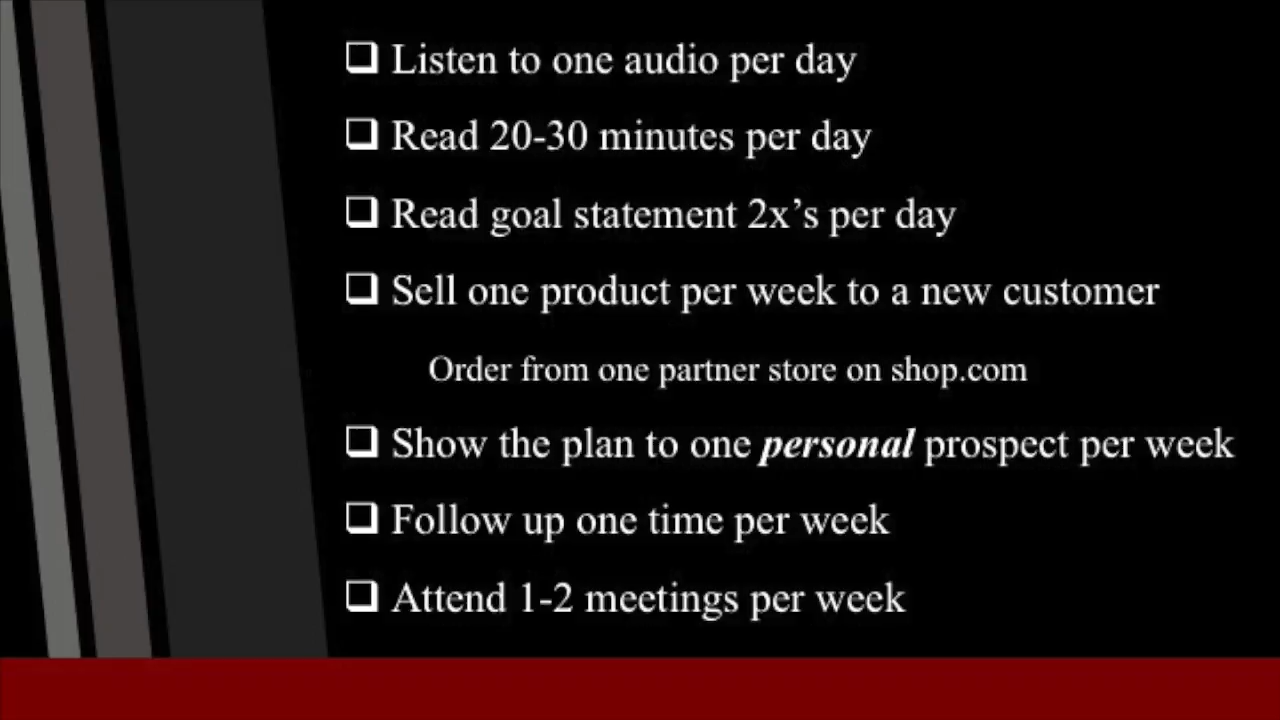 ❑ Listen to one audio per day
❑ Read 20-30 minutes per day
❑ Read goal statement 2x’s per day
❑ Sell one product per week to a new customer
Order from one partner store on shop.com
❑ Show the plan to one personal prospect per week
❑ Follow up one time per week
❑ Attend 1-2 meetings per week